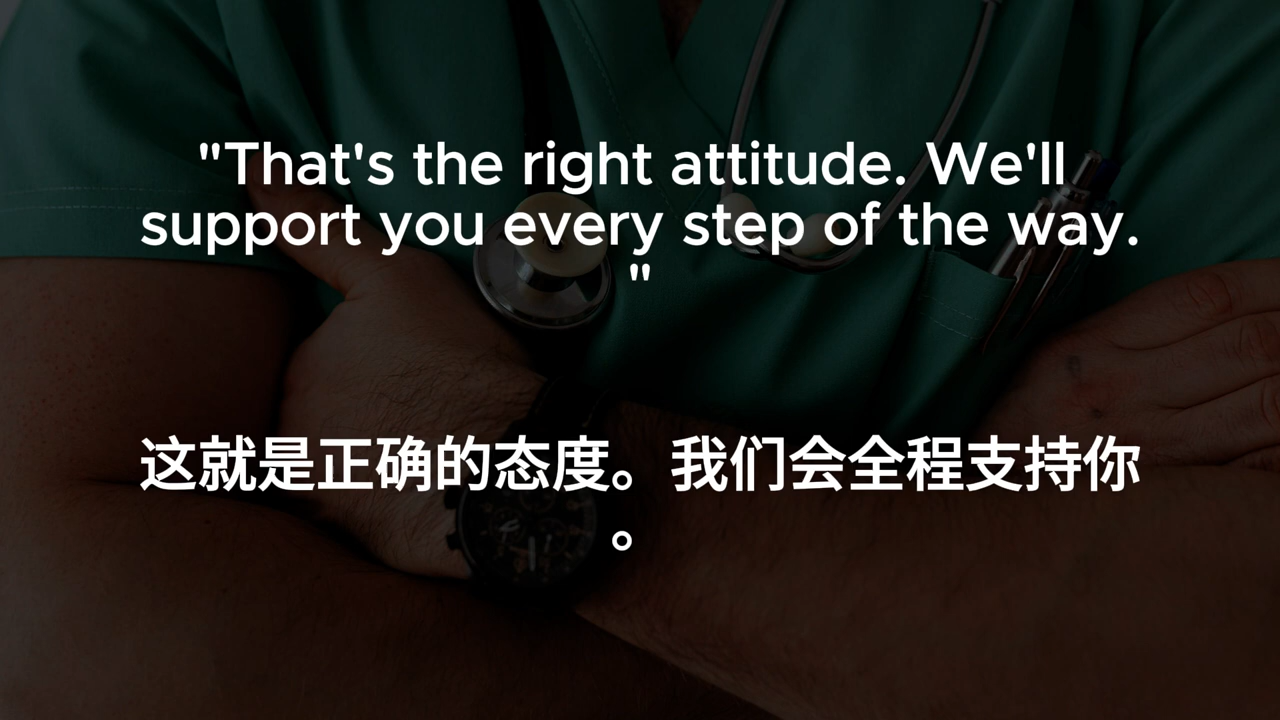 "That's the right attitude. We'll
support you every step of the way.
"
这就是正确的态度。我们会全程支持你
。